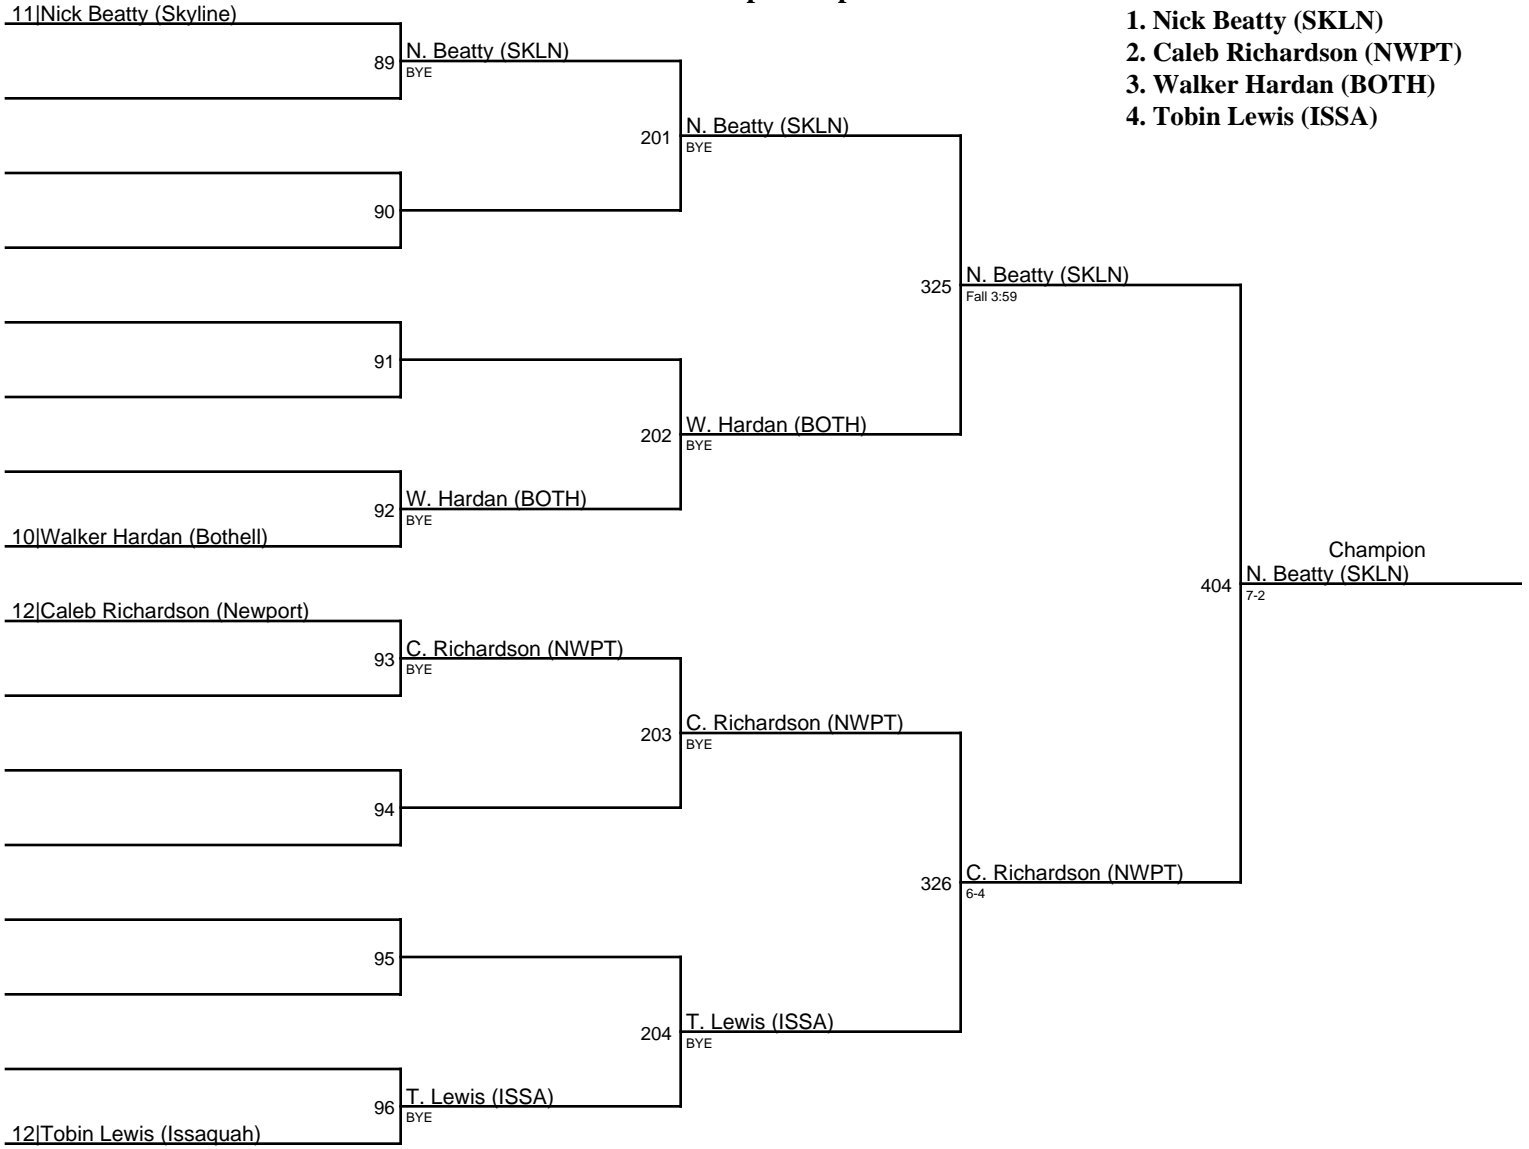 11|Nick Beatty (Skyline)
89
N. Beatty (SKLN)
BYE
201
N. Beatty (SKLN)
BYE
90
325
N. Beatty (SKLN)
Fall 3:59
91
202
W. Hardan (BOTH)
BYE
92
W. Hardan (BOTH)
BYE
10|Walker Hardan (Bothell)
404
Champion
N. Beatty (SKLN)
7-2
12|Caleb Richardson (Newport)
93
C. Richardson (NWPT)
BYE
203
C. Richardson (NWPT)
BYE
94
326
C. Richardson (NWPT)
6-4
95
204
T. Lewis (ISSA)
BYE
96
T. Lewis (ISSA)
BYE
12|Tobin Lewis (Issaquah)
1. Nick Beatty (SKLN)
2. Caleb Richardson (NWPT)
3. Walker Hardan (BOTH)
4. Tobin Lewis (ISSA)